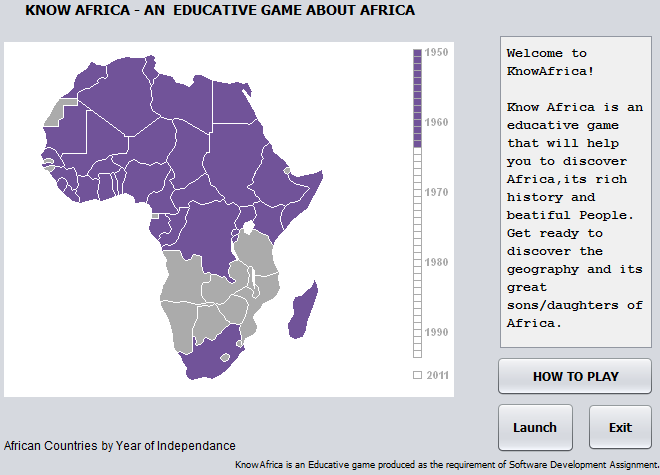 KNOW AFRICA - AN EDUCATIVE GAME ABOUT AFRICA
1950
1960
1970
1980
1990
2011
Welcome to
KnowAfrica!
Know Africa is an
educative game
that will help
you to discover
Africa,its rich
history and
beatiful People.
Get ready to
discover the
geography and its
great
sons/daughters of
Africa.
HOW TO PLAY
Launch
Exit
African Countries by Year of Independance
KnowAfrica is an Educative game produced as the requirement of Software Development Assignment.